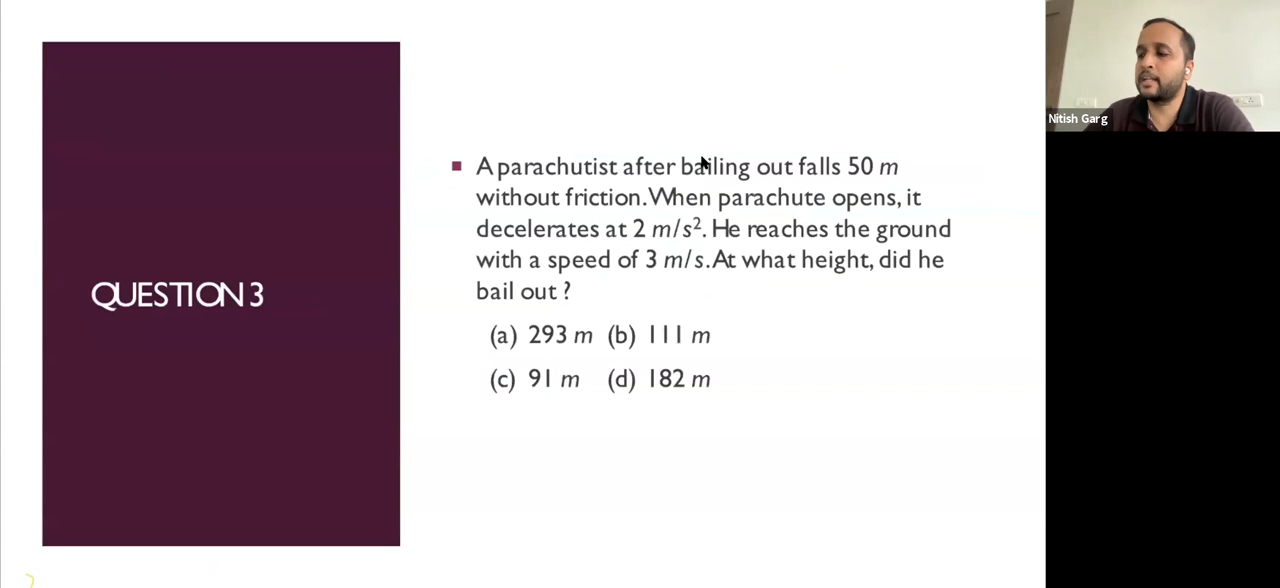 QUESTION 3
A parachutist after bailing out falls 50 m
without friction. When parachute opens, it
decelerates at 2 m/s². He reaches the ground
with a speed of 3 m/s. At what height, did he
bail out ?
(a) 293 m (b) 111 m
(c) 91 m (d) 182 m
Nitish Garg